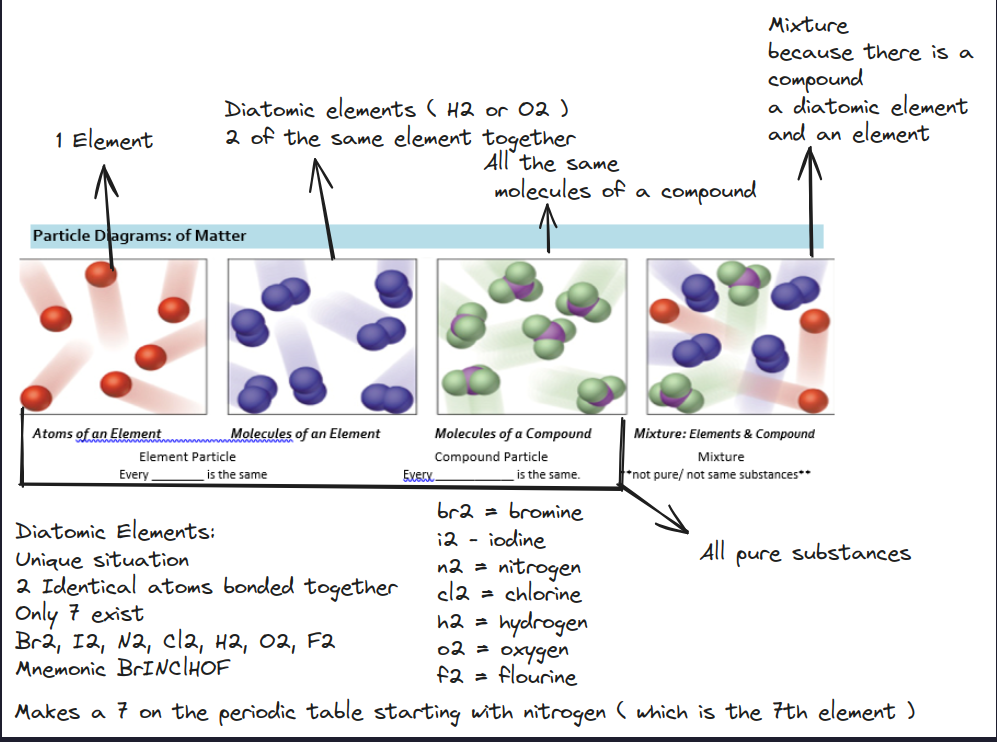 Mixture
because there is a
compound
a diatomic element
and an element
Diatomic elements ( H2 or O2 )
2 of the same element together
1 Element
All the same
molecules of a compound
Particle Diagrams: of Matter
Atoms of an Element
Molecules of an Element
Molecules of a Compound
Mixture: Elements & Compound
Element Particle
Compound Particle
Mixture
Every ________ is the same
Every ____________ is the same.
**not pure/ not same substances**
All pure substances
Diatomic Elements:
Unique situation
2 Identical atoms bonded together
Only 7 exist
Br2, I2, N2, Cl2, H2, O2, F2
Mnemonic BrINClHOF
br2 = bromine
i2 - iodine
n2 = nitrogen
cl2 = chlorine
h2 = hydrogen
o2 = oxygen
f2 = flourine
Makes a 7 on the periodic table starting with nitrogen ( which is the 7th element )